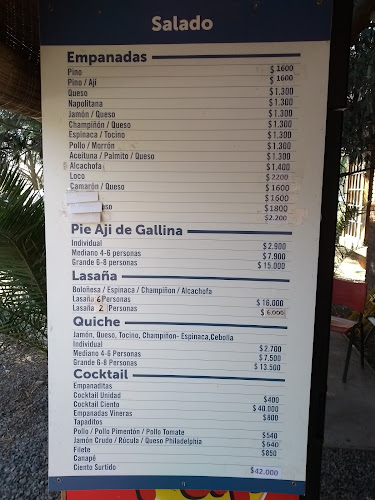 Salado
Empanadas
Pino $ 1600
Pino / Ají $ 1600
Queso $ 1.300
Napolitana $ 1.300
Jamón / Queso $ 1.300
Champiñón / Queso $ 1.300
Espinaca / Tocino $ 1.300
Pollo / Morrón $ 1.300
Aceituna / Palmito / Queso $ 1.300
Alcachofa $ 1.400
Loco $ 2200
Camarón / Queso $ 1600
$ 1600
$ 1800
$ 2.200
Pie Aji de Gallina
Individual $ 2.900
Mediano 4-6 personas $ 7.900
Grande 6-8 personas $ 15.000
Lasaña
Boloñesa / Espinaca / Champiñon / Alcachofa
Lasaña 6 Personas $ 16.000
Lasaña 2 Personas $ 6.000
Quiche
Jamón, Queso, Tocino, Champiñon- Espinaca,Cebolla
Individual $ 2,700
Mediano 4-6 Personas $ 7.500
Grande 6-8 Personas $ 13.500
Cocktail
Empanaditas
Cocktail Unidad $400
Cocktail Ciento $ 40.000
Empanadas Vineras $800
Tapaditos
Pollo / Pollo Pimentón / Pollo Tomate $540
Jamón Crudo / Rúcula / Queso Philadelphia $ 640
Filete $850
Canapé
Ciento Surtido $42.000